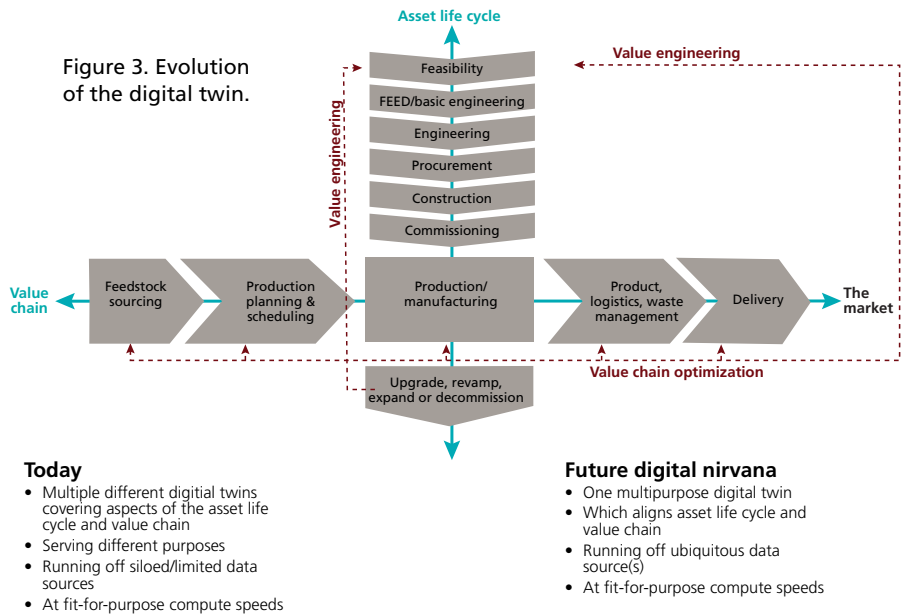 Asset life cycle
Figure 3. Evolution
of the digital twin.
Value engineering
Feasibility
FEED/basic engineering
Engineering
Procurement
Construction
Commissioning
Value engineering
Value
chain
Feedstock
sourcing
Production
planning &
scheduling
Production/
manufacturing
Product,
logistics, waste
management
Delivery
The
market
Value chain optimization
Upgrade, revamp,
expand or decommission
Today
• Multiple different digitial twins
covering aspects of the asset life
cycle and value chain
• Serving different purposes
• Running off siloed/limited data
sources
• At fit-for-purpose compute speeds
Future digital nirvana
• One multipurpose digital twin
• Which aligns asset life cycle and
value chain
• Running off ubiquitous data
source(s)
• At fit-for-purpose compute speeds